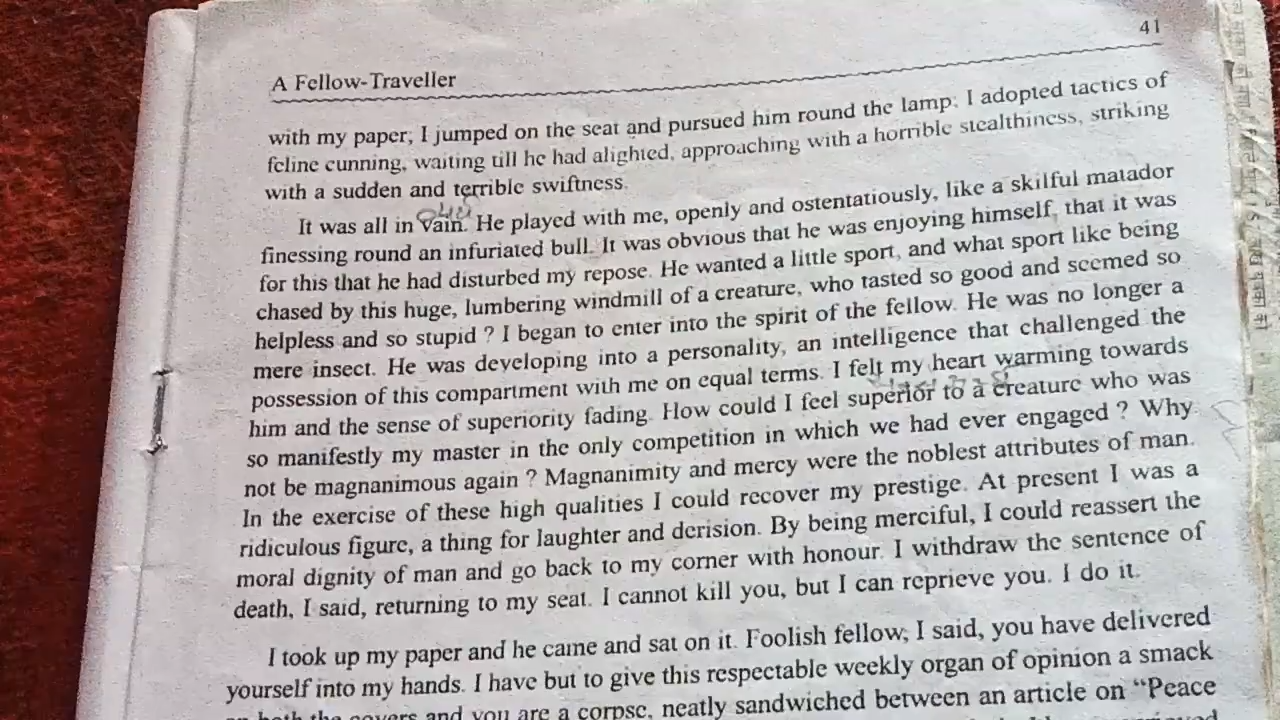 41
A Fellow-Traveller
with my paper; I jumped on the seat and pursued him round the lamp; I adopted tactics of
feline cunning, waiting till he had alighted, approaching with a horrible stealthiness, striking
with a sudden and terrible swiftness.
It was all in vain. He played with me, openly and ostentatiously, like a skilful matador
finessing round an infuriated bull. It was obvious that he was enjoying himself, that it was
for this that he had disturbed my repose. He wanted a little sport, and what sport like being
chased by this huge, lumbering windmill of a creature, who tasted so good and seemed so
helpless and so stupid ? I began to enter into the spirit of the fellow. He was no longer a
mere insect. He was developing into a personality, an intelligence that challenged the
possession of this compartment with me on equal terms. I felt my heart warming towards
him and the sense of superiority fading. How could I feel superior to a creature who was
so manifestly my master in the only competition in which we had ever engaged ? Why
not be magnanimous again ? Magnanimity and mercy were the noblest attributes of man.
In the exercise of these high qualities I could recover my prestige. At present I was a
ridiculous figure, a thing for laughter and derision. By being merciful, I could reassert the
moral dignity of man and go back to my corner with honour. I withdraw the sentence of
death, I said, returning to my seat. I cannot kill you, but I can reprieve you. I do it.
I took up my paper and he came and sat on it. Foolish fellow, I said, you have delivered
yourself into my hands. I have but to give this respectable weekly organ of opinion a smack
on both the covers and you are a corpse, neatly sandwiched between an article on "Peace